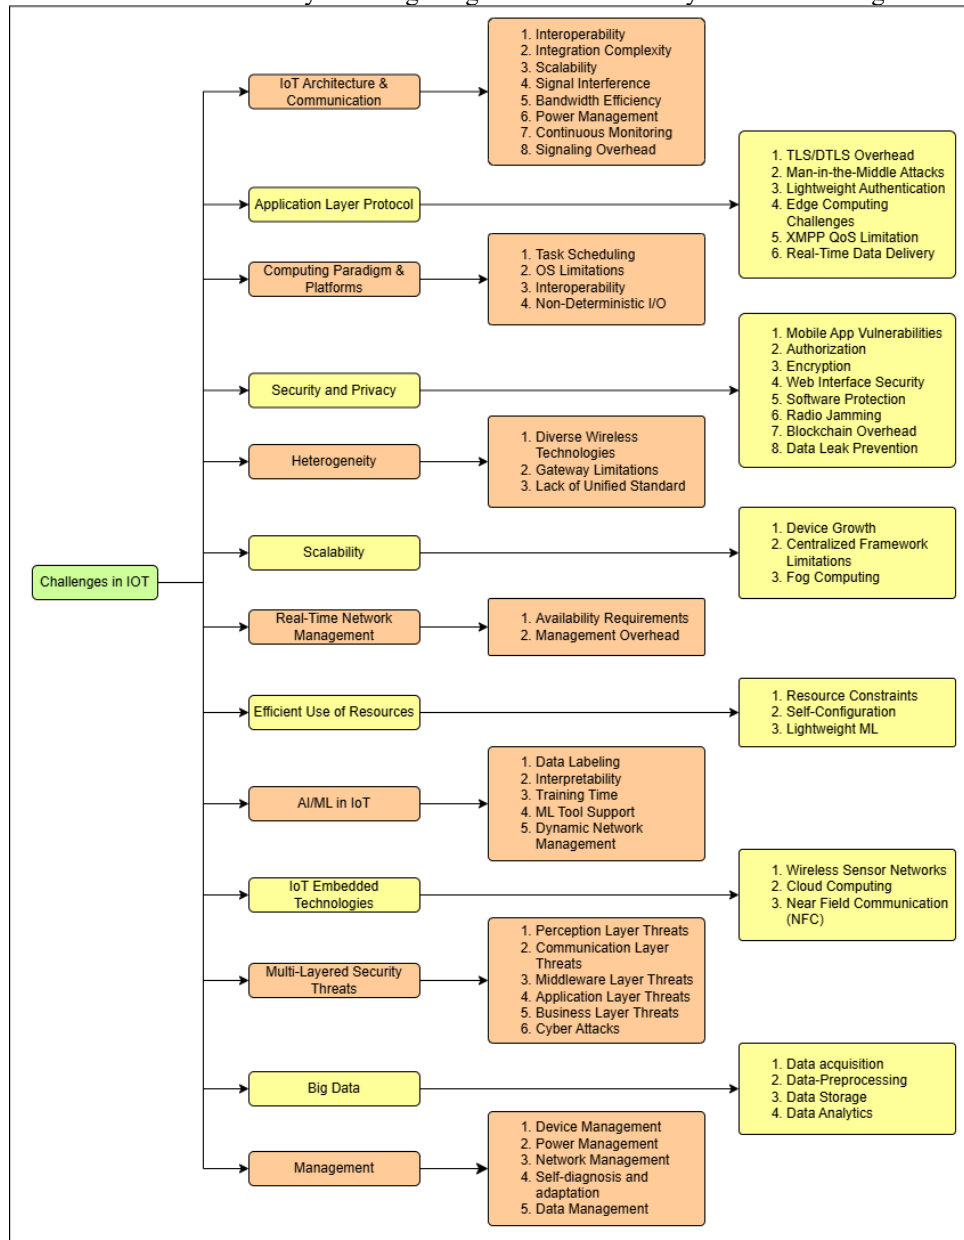 IoT Architecture &
Communication
1. Interoperability
2. Integration Complexity
3. Scalability
4. Signal Interference
5. Bandwidth Efficiency
6. Power Management
7. Continuous Monitoring
8. Signaling Overhead
Application Layer Protocol
1. TLS/DTLS Overhead
2. Man-in-the-Middle Attacks
3. Lightweight Authentication
4. Edge Computing
Challenges
5. XMPP QoS Limitation
6. Real-Time Data Delivery
Computing Paradigm &
Platforms
1. Task Scheduling
2. OS Limitations
3. Interoperability
4. Non-Deterministic I/O
Security and Privacy
1. Mobile App Vulnerabilities
2. Authorization
3. Encryption
4. Web Interface Security
5. Software Protection
6. Radio Jamming
7. Blockchain Overhead
8. Data Leak Prevention
Heterogeneity
1. Diverse Wireless
Technologies
2. Gateway Limitations
3. Lack of Unified Standard
Scalability
1. Device Growth
2. Centralized Framework
Limitations
3. Fog Computing
Challenges in IOT
Real-Time Network
Management
1. Availability Requirements
2. Management Overhead
Efficient Use of Resources
1. Resource Constraints
2. Self-Configuration
3. Lightweight ML
AI/ML in IoT
1. Data Labeling
2. Interpretability
3. Training Time
4. ML Tool Support
5. Dynamic Network
Management
IoT Embedded
Technologies
1. Wireless Sensor Networks
2. Cloud Computing
3. Near Field Communication
(NFC)
Multi-Layered Security
Threats
1. Perception Layer Threats
2. Communication Layer
Threats
3. Middleware Layer Threats
4. Application Layer Threats
5. Business Layer Threats
6. Cyber Attacks
Big Data
1. Data acquisition
2. Data-Preprocessing
3. Data Storage
4. Data Analytics
Management
1. Device Management
2. Power Management
3. Network Management
4. Self-diagnosis and
adaptation
5. Data Management